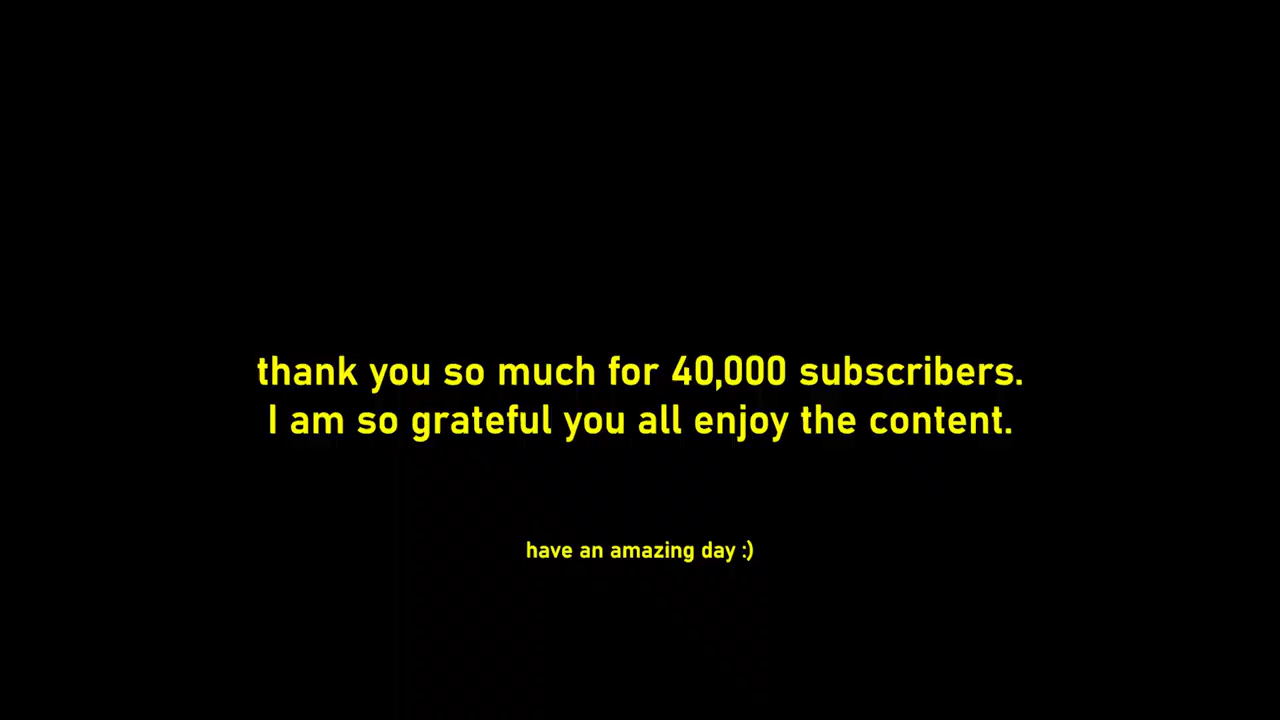 thank you so much for 40,000 subscribers.
I am so grateful you all enjoy the content.
have an amazing day :)